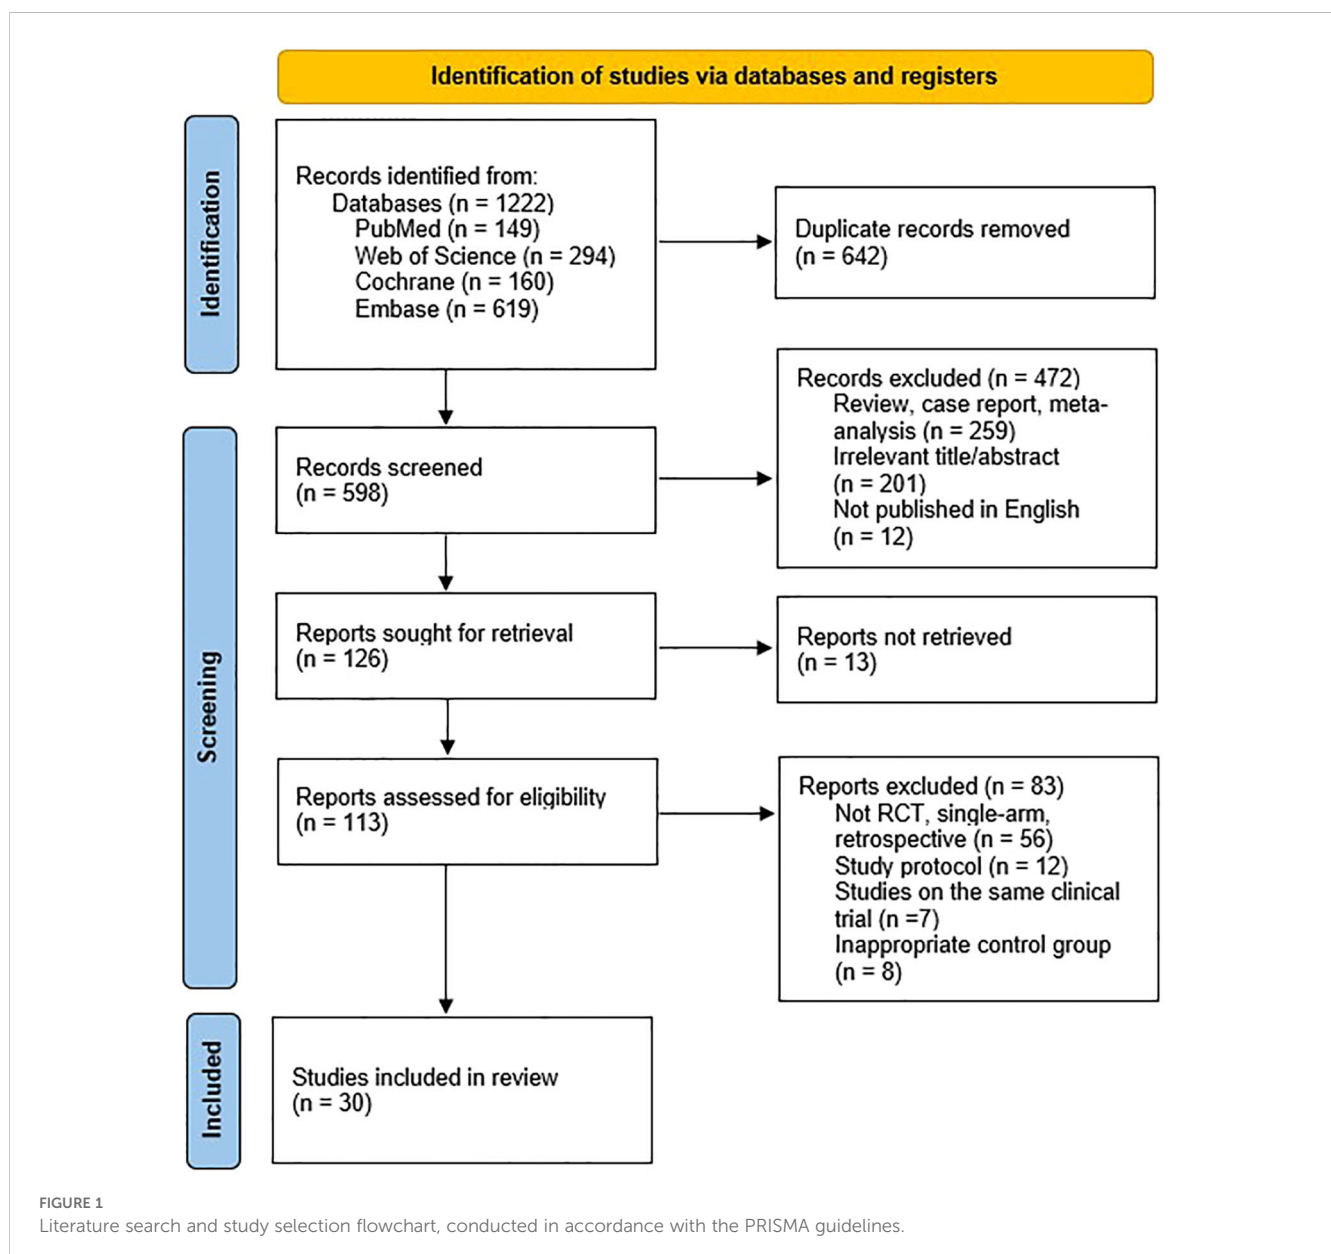 Identification of studies via databases and registers
Identification
Records identified from:
Databases (n = 1222)
PubMed (n = 149)
Web of Science (n = 294)
Cochrane (n = 160)
Embase (n = 619)
Duplicate records removed
(n = 642)
Screening
Records screened
(n = 598)
Records excluded (n = 472)
Review, case report, meta-
analysis (n = 259)
Irrelevant title/abstract
(n = 201)
Not published in English
(n = 12)
Reports sought for retrieval
(n = 126)
Reports not retrieved
(n = 13)
Reports assessed for eligibility
(n = 113)
Reports excluded (n = 83)
Not RCT, single-arm,
retrospective (n = 56)
Study protocol (n = 12)
Studies on the same clinical
trial (n =7)
Inappropriate control group
(n = 8)
Included
Studies included in review
(n = 30)
FIGURE 1
Literature search and study selection flowchart, conducted in accordance with the PRISMA guidelines.